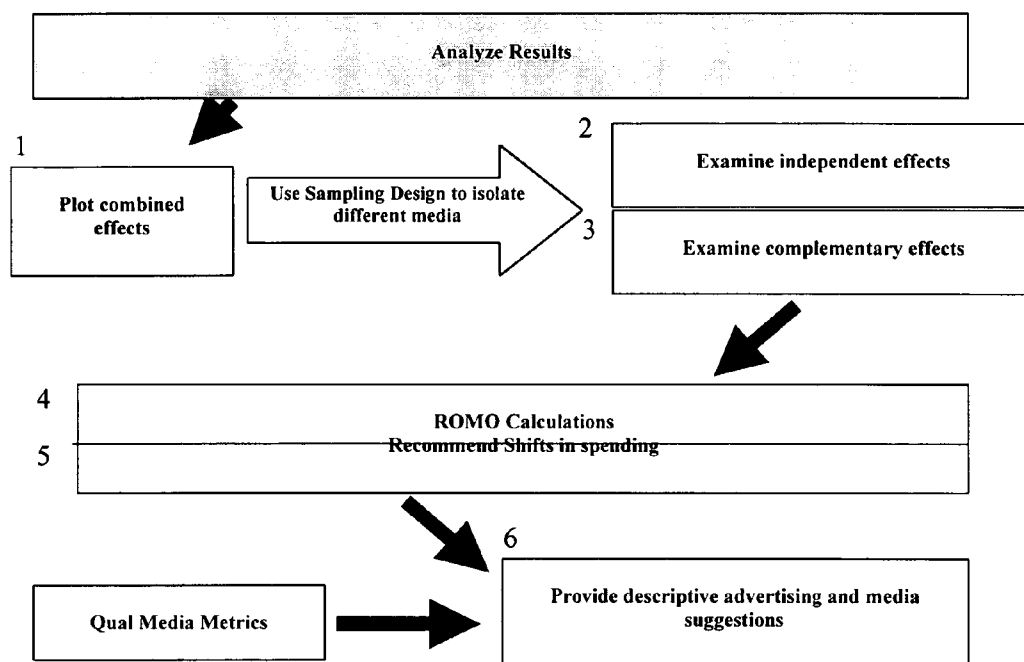 Analyze Results
1
Plot combined
effects
Use Sampling Design to isolate
different media
2
Examine independent effects
3
Examine complementary effects
4
ROMO Calculations
5
Recommend Shifts in spending
6
Provide descriptive advertising and media
suggestions
Qual Media Metrics